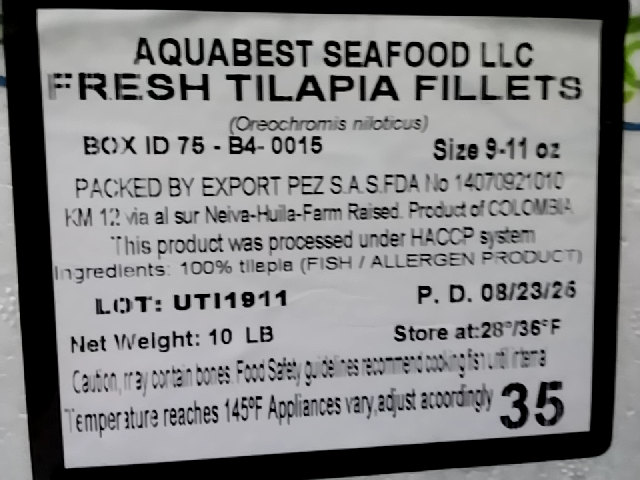 AQUABEST SEAFOOD LLC
FRESH TILAPIA FILLETS
(Oreochromis niloticus)
BOX ID 75 - B4- 0015
Size 9-11 oz
PACKED BY EXPORT PEZ S.A.S.FDA No 14070921010
KM 12 via al sur Neiva-Huila-Farm Raised. Product of COLOMBIA
This product was processed under HACCP system
Ingredients: 100% tilapia (FISH / ALLERGEN PRODUCT)
LOT: UTI1911
P. D. 08/23/26
Net Weight: 10 LB
Store at:28°/36°F
Caution, may contain bones. Food Safety guidelines recommend cooking fish until interna
Temperature reaches 145°F Appliances vary,adjust acoordingly
35